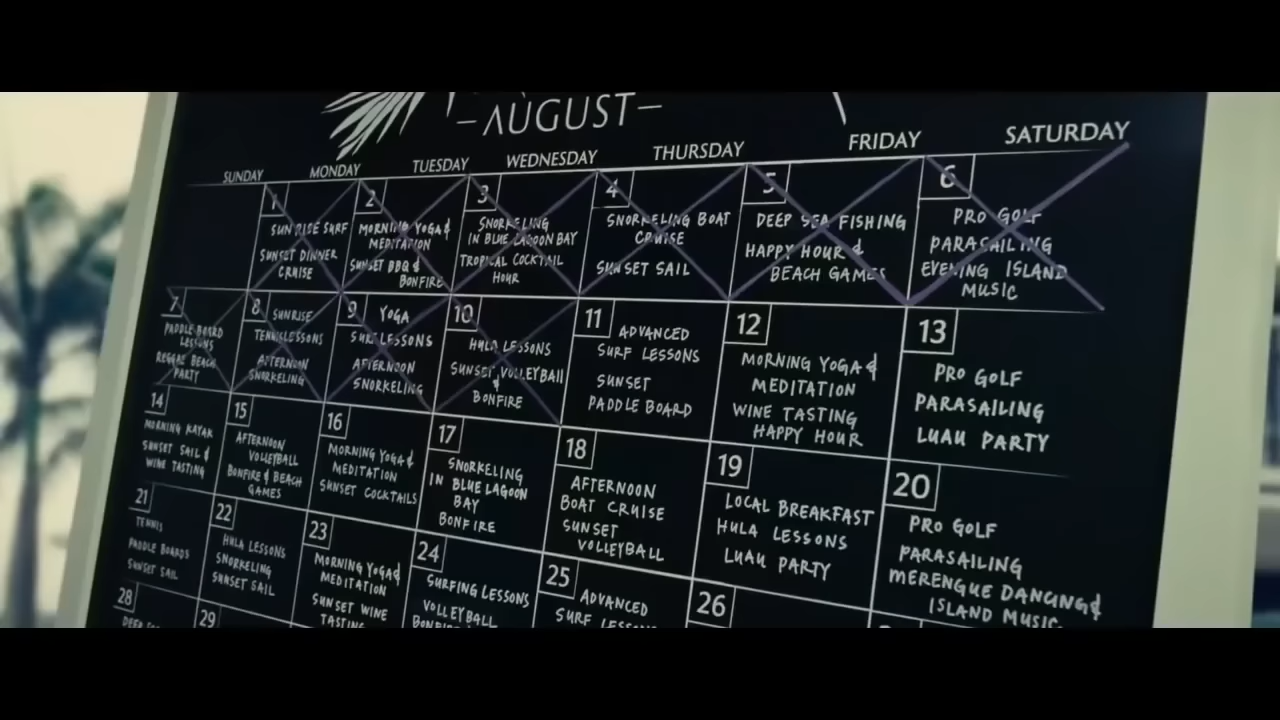 –AUGUST–
SUNDAY
MONDAY
TUESDAY
WEDNESDAY
THURSDAY
FRIDAY
SATURDAY
1
SUNRISE SURF
SUNSET DINNER
CRUISE
2
MORNING YOGA &
MEDITATION
SUNSET BBQ &
BONFIRE
3
SNORKELING
IN BLUE LAGOON BAY
TROPICAL COCKTAIL
HOUR
4
SNORKELING BOAT
CRUISE
SUNSET SAIL
5
DEEP SEA FISHING
HAPPY HOUR &
BEACH GAMES
6
PRO GOLF
PARASAILING
EVENING ISLAND
MUSIC
7
PADDLE BOARD
LESSONS
REGGAE BEACH
PARTY
8
SUNRISE
TENNIS LESSONS
AFTERNOON
SNORKELING
9
YOGA
SURF LESSONS
AFTERNOON
SNORKELING
10
HULA LESSONS
SUNSET VOLLEYBALL
&
BONFIRE
11
ADVANCED
SURF LESSONS
SUNSET
PADDLE BOARD
12
MORNING YOGA &
MEDITATION
WINE TASTING
HAPPY HOUR
13
PRO GOLF
PARASAILING
LUAU PARTY
14
MORNING KAYAK
SUNSET SAIL &
WINE TASTING
15
AFTERNOON
VOLLEYBALL
BONFIRE & BEACH
GAMES
16
MORNING YOGA &
MEDITATION
SUNSET COCKTAILS
17
SNORKELING
IN BLUE LAGOON
BAY
BONFIRE
18
AFTERNOON
BOAT CRUISE
SUNSET
VOLLEYBALL
19
LOCAL BREAKFAST
HULA LESSONS
LUAU PARTY
20
PRO GOLF
PARASAILING
MERENGUE DANCING &
ISLAND MUSIC
21
TENNIS
PADDLE BOARDS
SUNSET SAIL
22
HULA LESSONS
SNORKELING
SUNSET SAIL
23
MORNING YOGA &
MEDITATION
SUNSET WINE
TASTING
24
SURFING LESSONS
VOLLEYBALL
BONFIRE
25
ADVANCED
SURF LESSONS
26
28
DEEP
29